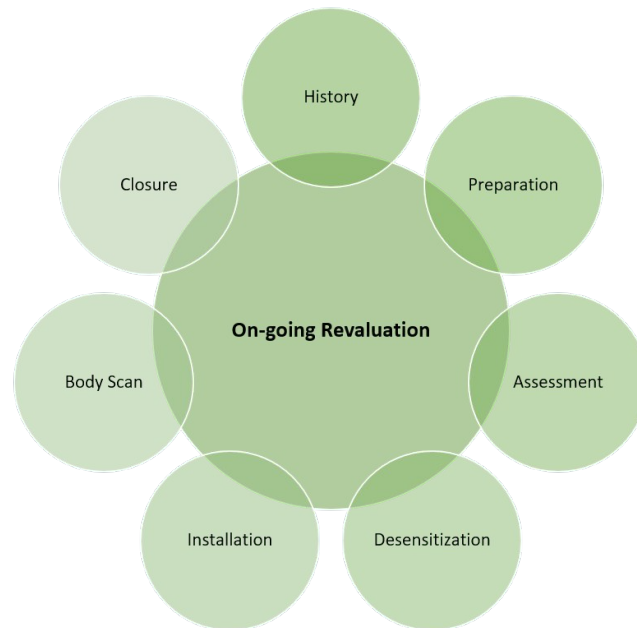 History
Preparation
Assessment
Desensitization
Installation
Body Scan
Closure
On-going Revaluation